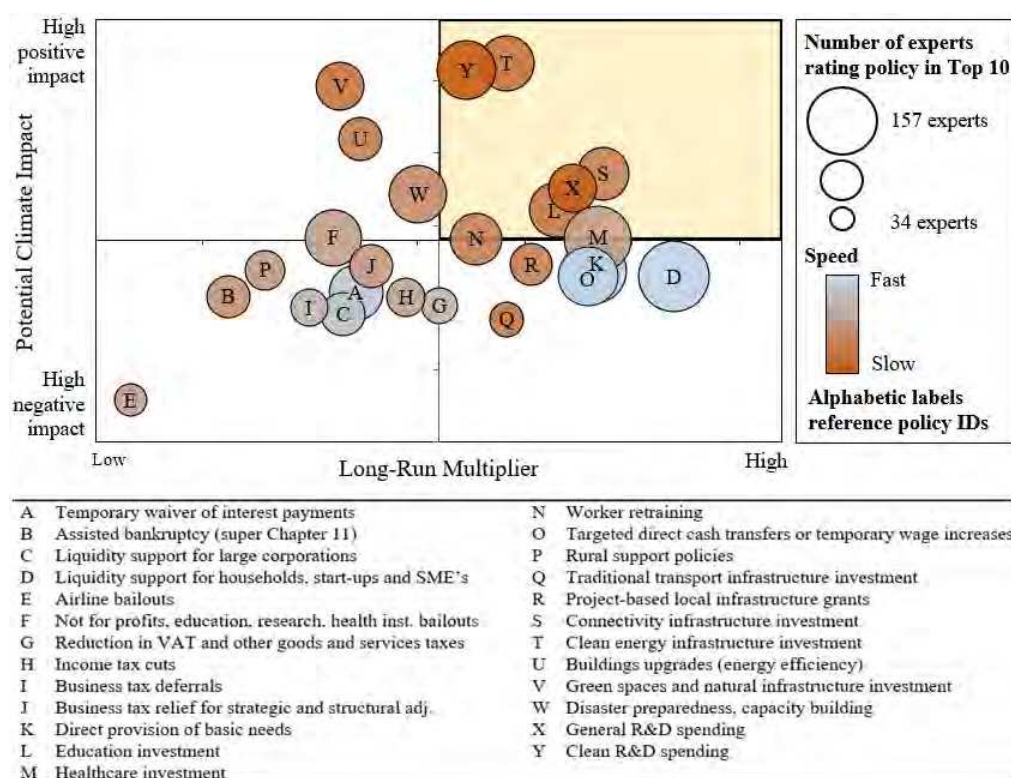 High
positive
impact
Potential Climate Impact
High
negative
impact
Y
T
V
U
W
S
X
L
F
N
M
J
R
K
O
D
P
B
A
I
C
H
G
Q
E
Low
Long-Run Multiplier
High
Number of experts
rating policy in Top 10
157 experts
34 experts
Speed
Fast
Slow
Alphabetic labels
reference policy IDs
A Temporary waiver of interest payments
B Assisted bankruptcy (super Chapter 11)
C Liquidity support for large corporations
D Liquidity support for households, start-ups and SME's
E Airline bailouts
F Not for profits, education, research, health inst. bailouts
G Reduction in VAT and other goods and services taxes
H Income tax cuts
I Business tax deferrals
I Business tax relief for strategic and structural adj.
K Direct provision of basic needs
L Education investment
M Healthcare investment
N Worker retraining
O Targeted direct cash transfers or temporary wage increases
P Rural support policies
Q Traditional transport infrastructure investment
R Project-based local infrastructure grants
S Connectivity infrastructure investment
T Clean energy infrastructure investment
U Buildings upgrades (energy efficiency)
V Green spaces and natural infrastructure investment
W Disaster preparedness, capacity building
X General R&D spending
Y Clean R&D spending